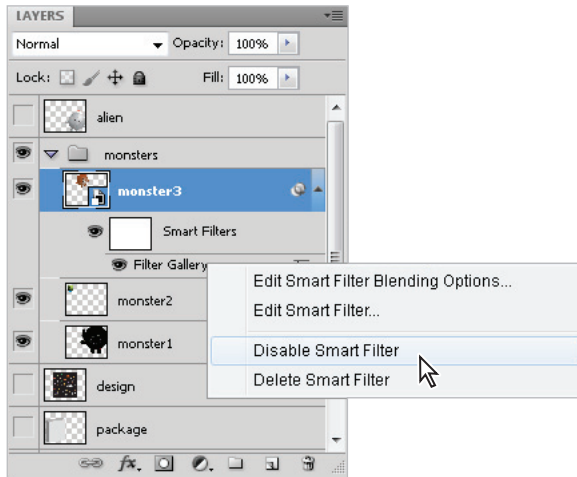 LAYERS
Normal Opacity: 100%
Lock: Fill: 100%
alien
monsters
monster3
Smart Filters
Filter Gallery
Edit Smart Filter Blending Options...
Edit Smart Filter...
monster2
monster1
Disable Smart Filter
Delete Smart Filter
design
package
fx.